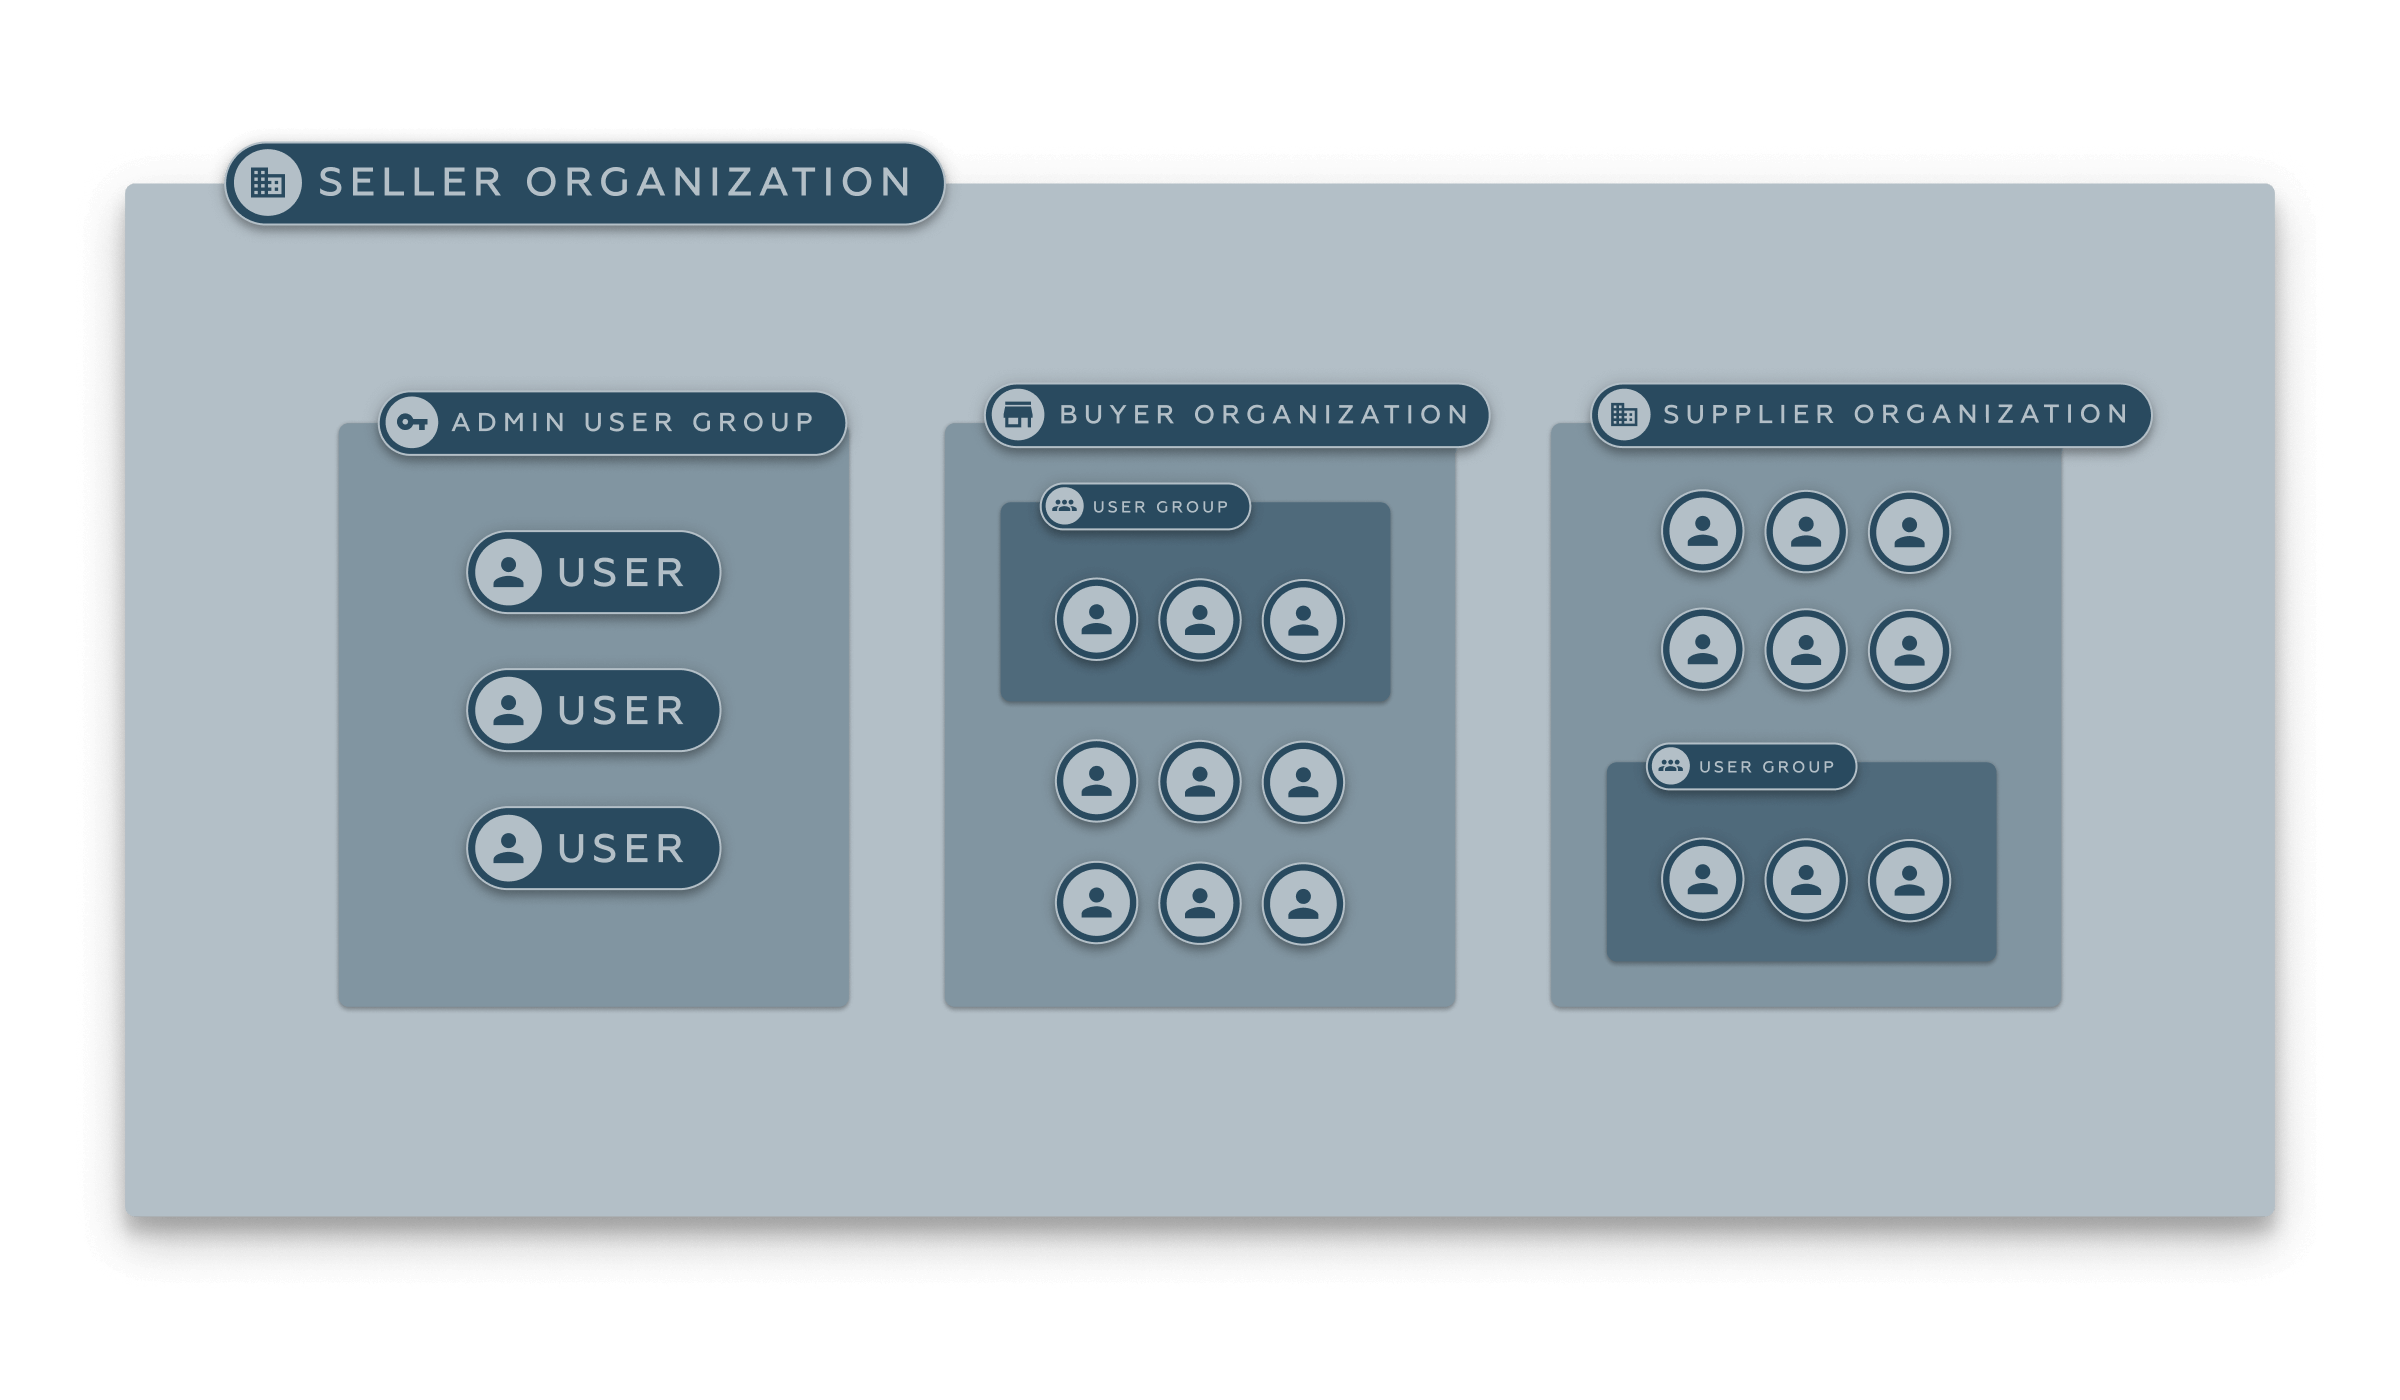 SELLER ORGANIZATION
ADMIN USER GROUP
USER
USER
USER
BUYER ORGANIZATION
USER GROUP
SUPPLIER ORGANIZATION
USER GROUP